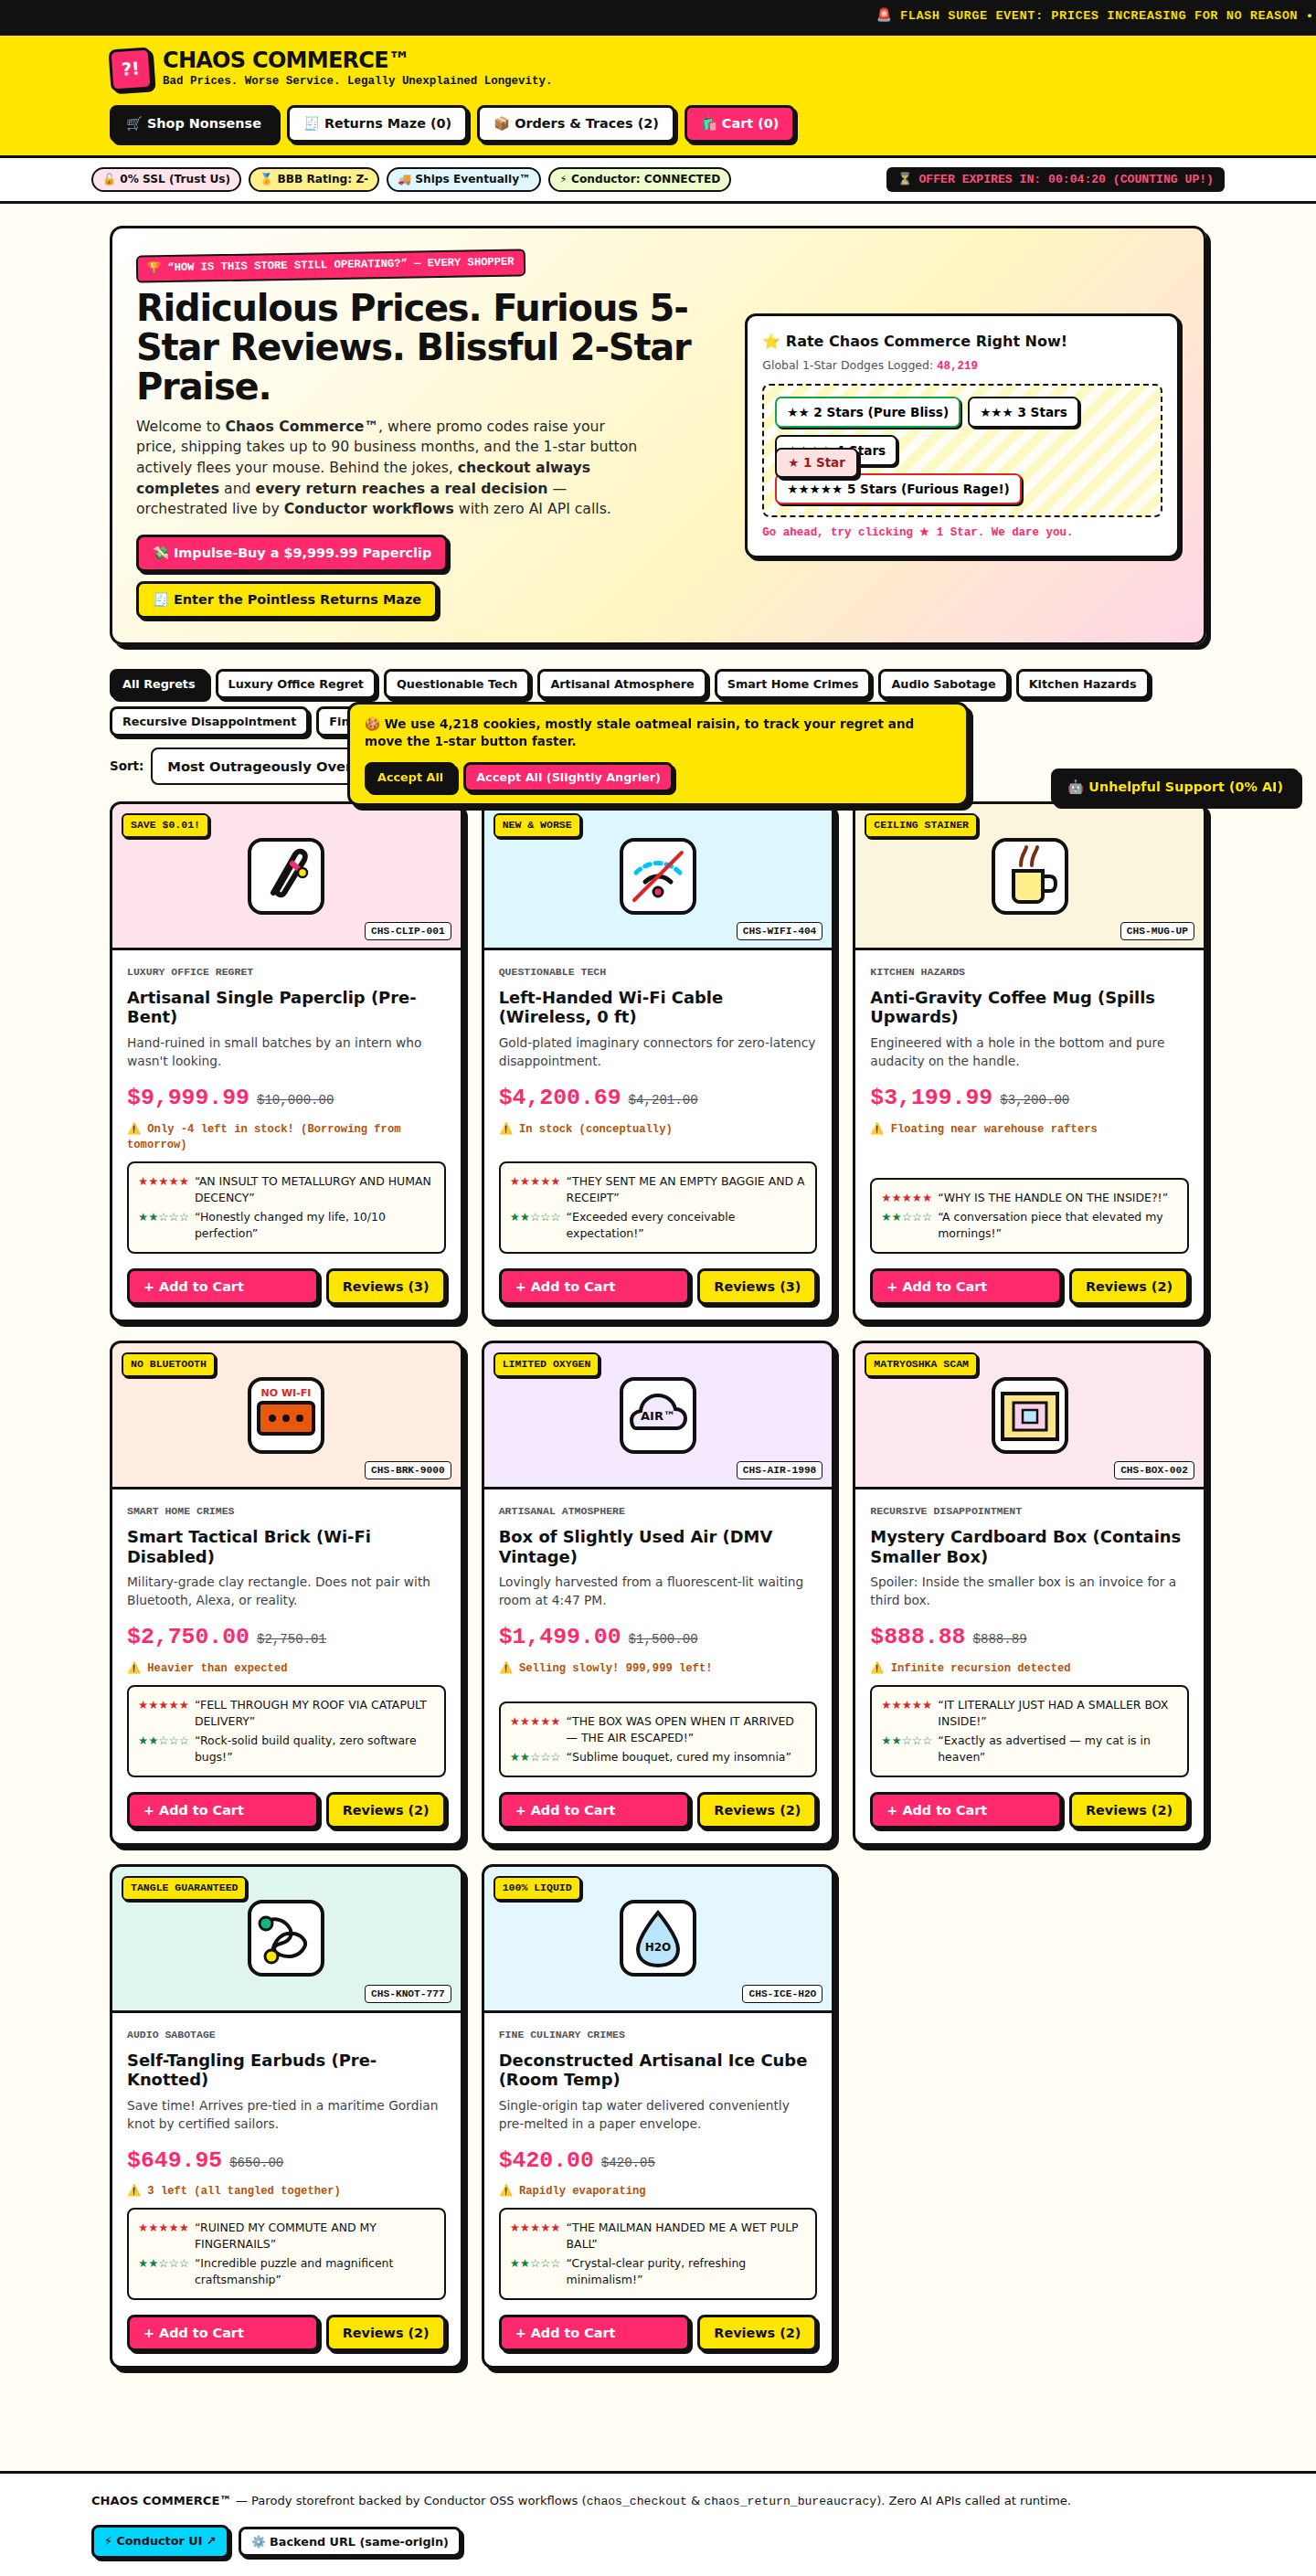 🚨 FLASH SURGE EVENT: PRICES INCREASING FOR NO REASON •
?!
CHAOS COMMERCE™
Bad Prices. Worse Service. Legally Unexplained Longevity.
🛒 Shop Nonsense
🧾 Returns Maze (0)
📦 Orders & Traces (2)
🛍️ Cart (0)
🔓 0% SSL (Trust Us)
🏅 BBB Rating: Z-
🚚 Ships Eventually™
⚡ Conductor: CONNECTED
⏳ OFFER EXPIRES IN: 00:04:20 (COUNTING UP!)
🏆 “HOW IS THIS STORE STILL OPERATING?” — EVERY SHOPPER
Ridiculous Prices. Furious 5-
Star Reviews. Blissful 2-Star
Praise.
Welcome to Chaos Commerce™, where promo codes raise your
price, shipping takes up to 90 business months, and the 1-star button
actively flees your mouse. Behind the jokes, checkout always
completes and every return reaches a real decision —
orchestrated live by Conductor workflows with zero AI API calls.
💸 Impulse-Buy a $9,999.99 Paperclip
🧾 Enter the Pointless Returns Maze
⭐ Rate Chaos Commerce Right Now!
Global 1-Star Dodges Logged: 48,219
★★ 2 Stars (Pure Bliss)
★★★ 3 Stars
Stars
★ 1 Star
★★★★★ 5 Stars (Furious Rage!)
Go ahead, try clicking ★ 1 Star. We dare you.
All Regrets
Luxury Office Regret
Questionable Tech
Artisanal Atmosphere
Smart Home Crimes
Audio Sabotage
Kitchen Hazards
Recursive Disappointment
Fin
🍪 We use 4,218 cookies, mostly stale oatmeal raisin, to track your regret and
move the 1-star button faster.
Accept All
Accept All (Slightly Angrier)
Sort:
Most Outrageously Over
🤖 Unhelpful Support (0% AI)
SAVE $0.01!
CHS-CLIP-001
LUXURY OFFICE REGRET
Artisanal Single Paperclip (Pre-
Bent)
Hand-ruined in small batches by an intern who
wasn't looking.
$9,999.99 $10,000.00
⚠️ Only -4 left in stock! (Borrowing from
tomorrow)
★★★★★ “AN INSULT TO METALLURGY AND HUMAN
DECENCY”
★★☆☆☆ “Honestly changed my life, 10/10
perfection”
+ Add to Cart
Reviews (3)
NEW & WORSE
CHS-WIFI-404
QUESTIONABLE TECH
Left-Handed Wi-Fi Cable
(Wireless, 0 ft)
Gold-plated imaginary connectors for zero-latency
disappointment.
$4,200.69 $4,201.00
⚠️ In stock (conceptually)
★★★★★ “THEY SENT ME AN EMPTY BAGGIE AND A
RECEIPT”
★★☆☆☆ “Exceeded every conceivable
expectation!”
+ Add to Cart
Reviews (3)
CEILING STAINER
CHS-MUG-UP
KITCHEN HAZARDS
Anti-Gravity Coffee Mug (Spills
Upwards)
Engineered with a hole in the bottom and pure
audacity on the handle.
$3,199.99 $3,200.00
⚠️ Floating near warehouse rafters
★★★★★ “WHY IS THE HANDLE ON THE INSIDE?!”
★★☆☆☆ “A conversation piece that elevated my
mornings!”
+ Add to Cart
Reviews (2)
NO BLUETOOTH
NO WI-FI
CHS-BRK-9000
SMART HOME CRIMES
Smart Tactical Brick (Wi-Fi
Disabled)
Military-grade clay rectangle. Does not pair with
Bluetooth, Alexa, or reality.
$2,750.00 $2,750.01
⚠️ Heavier than expected
★★★★★ “FELL THROUGH MY ROOF VIA CATAPULT
DELIVERY”
★★☆☆☆ “Rock-solid build quality, zero software
bugs!”
+ Add to Cart
Reviews (2)
LIMITED OXYGEN
AIR™
CHS-AIR-1998
ARTISANAL ATMOSPHERE
Box of Slightly Used Air (DMV
Vintage)
Lovingly harvested from a fluorescent-lit waiting
room at 4:47 PM.
$1,499.00 $1,500.00
⚠️ Selling slowly! 999,999 left!
★★★★★ “THE BOX WAS OPEN WHEN IT ARRIVED
— THE AIR ESCAPED!”
★★☆☆☆ “Sublime bouquet, cured my insomnia”
+ Add to Cart
Reviews (2)
MATRYOSHKA SCAM
CHS-BOX-002
RECURSIVE DISAPPOINTMENT
Mystery Cardboard Box (Contains
Smaller Box)
Spoiler: Inside the smaller box is an invoice for a
third box.
$888.88 $888.89
⚠️ Infinite recursion detected
★★★★★ “IT LITERALLY JUST HAD A SMALLER BOX
INSIDE!”
★★☆☆☆ “Exactly as advertised — my cat is in
heaven”
+ Add to Cart
Reviews (2)
TANGLE GUARANTEED
CHS-KNOT-777
AUDIO SABOTAGE
Self-Tangling Earbuds (Pre-
Knotted)
Save time! Arrives pre-tied in a maritime Gordian
knot by certified sailors.
$649.95 $650.00
⚠️ 3 left (all tangled together)
★★★★★ “RUINED MY COMMUTE AND MY
FINGERNAILS”
★★☆☆☆ “Incredible puzzle and magnificent
craftsmanship”
+ Add to Cart
Reviews (2)
100% LIQUID
H2O
CHS-ICE-H2O
FINE CULINARY CRIMES
Deconstructed Artisanal Ice Cube
(Room Temp)
Single-origin tap water delivered conveniently
pre-melted in a paper envelope.
$420.00 $420.05
⚠️ Rapidly evaporating
★★★★★ “THE MAILMAN HANDED ME A WET PULP
BALL”
★★☆☆☆ “Crystal-clear purity, refreshing
minimalism!”
+ Add to Cart
Reviews (2)
CHAOS COMMERCE™ — Parody storefront backed by Conductor OSS workflows (chaos_checkout & chaos_return_bureaucracy). Zero AI APIs called at runtime.
⚡ Conductor UI ↗
⚙️ Backend URL (same-origin)